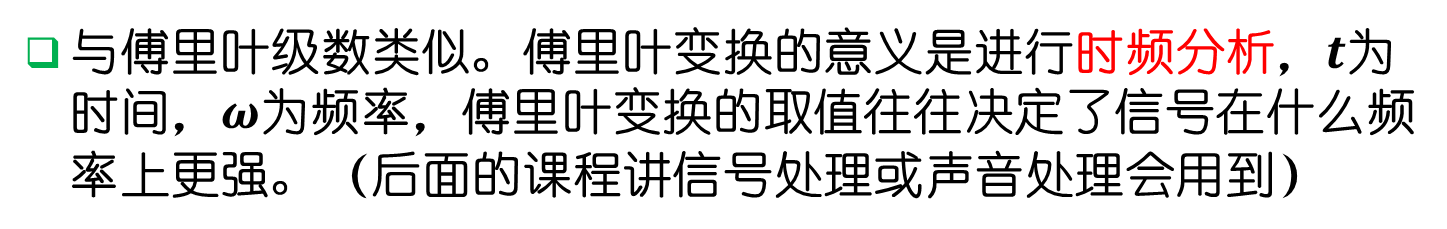 与傅里叶级数类似。傅里叶变换的意义是进行时频分析，t为
时间，ω为频率，傅里叶变换的取值往往决定了信号在什么频
率上更强。（后面的课程讲信号处理或声音处理会用到）